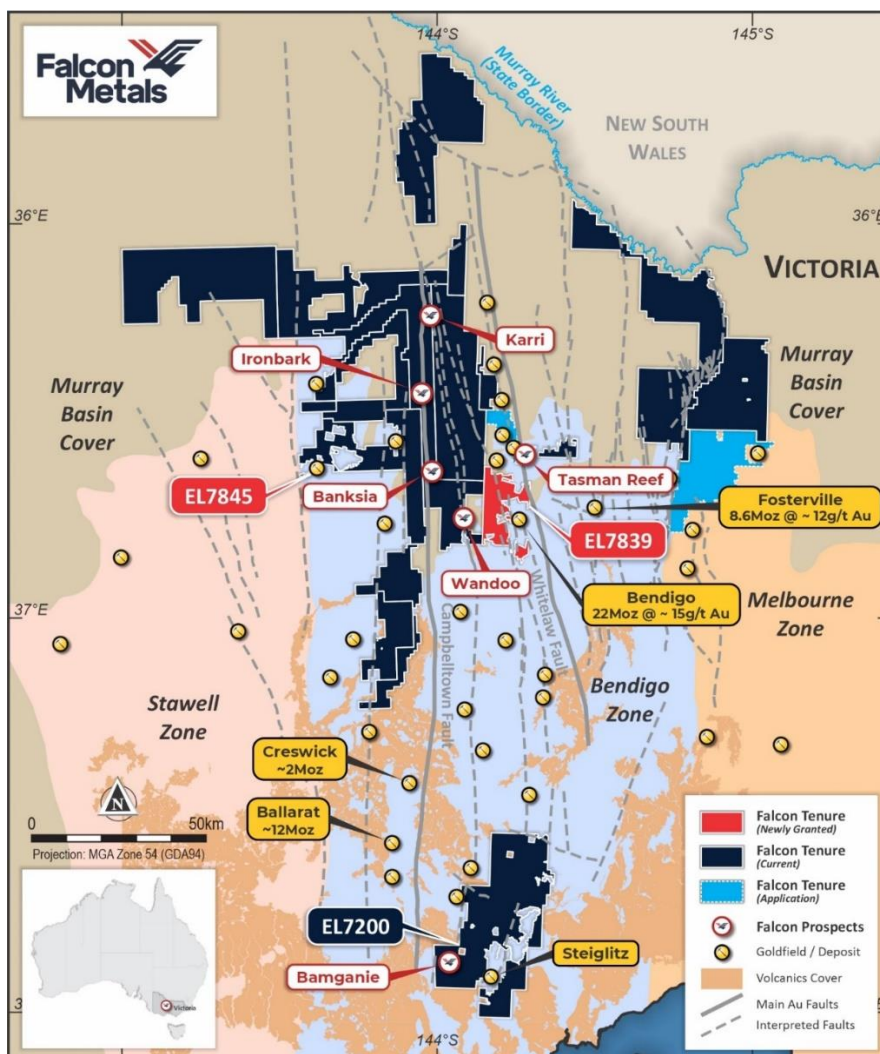 Falcon
Metals
144°S
145°S
Murray River
(State Border)
NEW SOUTH
WALES
36°E
36°E
VICTORIA
Karri
Ironbark
Murray
Basin
Cover
Murray
Basin
Cover
EL7845
Banksia
Tasman Reef
Fosterville
8.6Moz @ ~ 12g/t Au
EL7839
Wandoo
Bendigo
22Moz @ ~ 15g/t Au
Whitelaw Fault
37°E
Campbelltown Fault
Melbourne
Zone
Stawell
Zone
Bendigo
Zone
Creswick
~2Moz
N
Ballarat
~12Moz
0
50km
Projection: MGA Zone 54 (GDA94)
EL7200
Steiglitz
Bamganie
Victoria
144°S
Falcon Tenure
(Newly Granted)
Falcon Tenure
(Current)
Falcon Tenure
(Application)
Falcon Prospects
Goldfield / Deposit
Volcanics Cover
Main Au Faults
Interpreted Faults